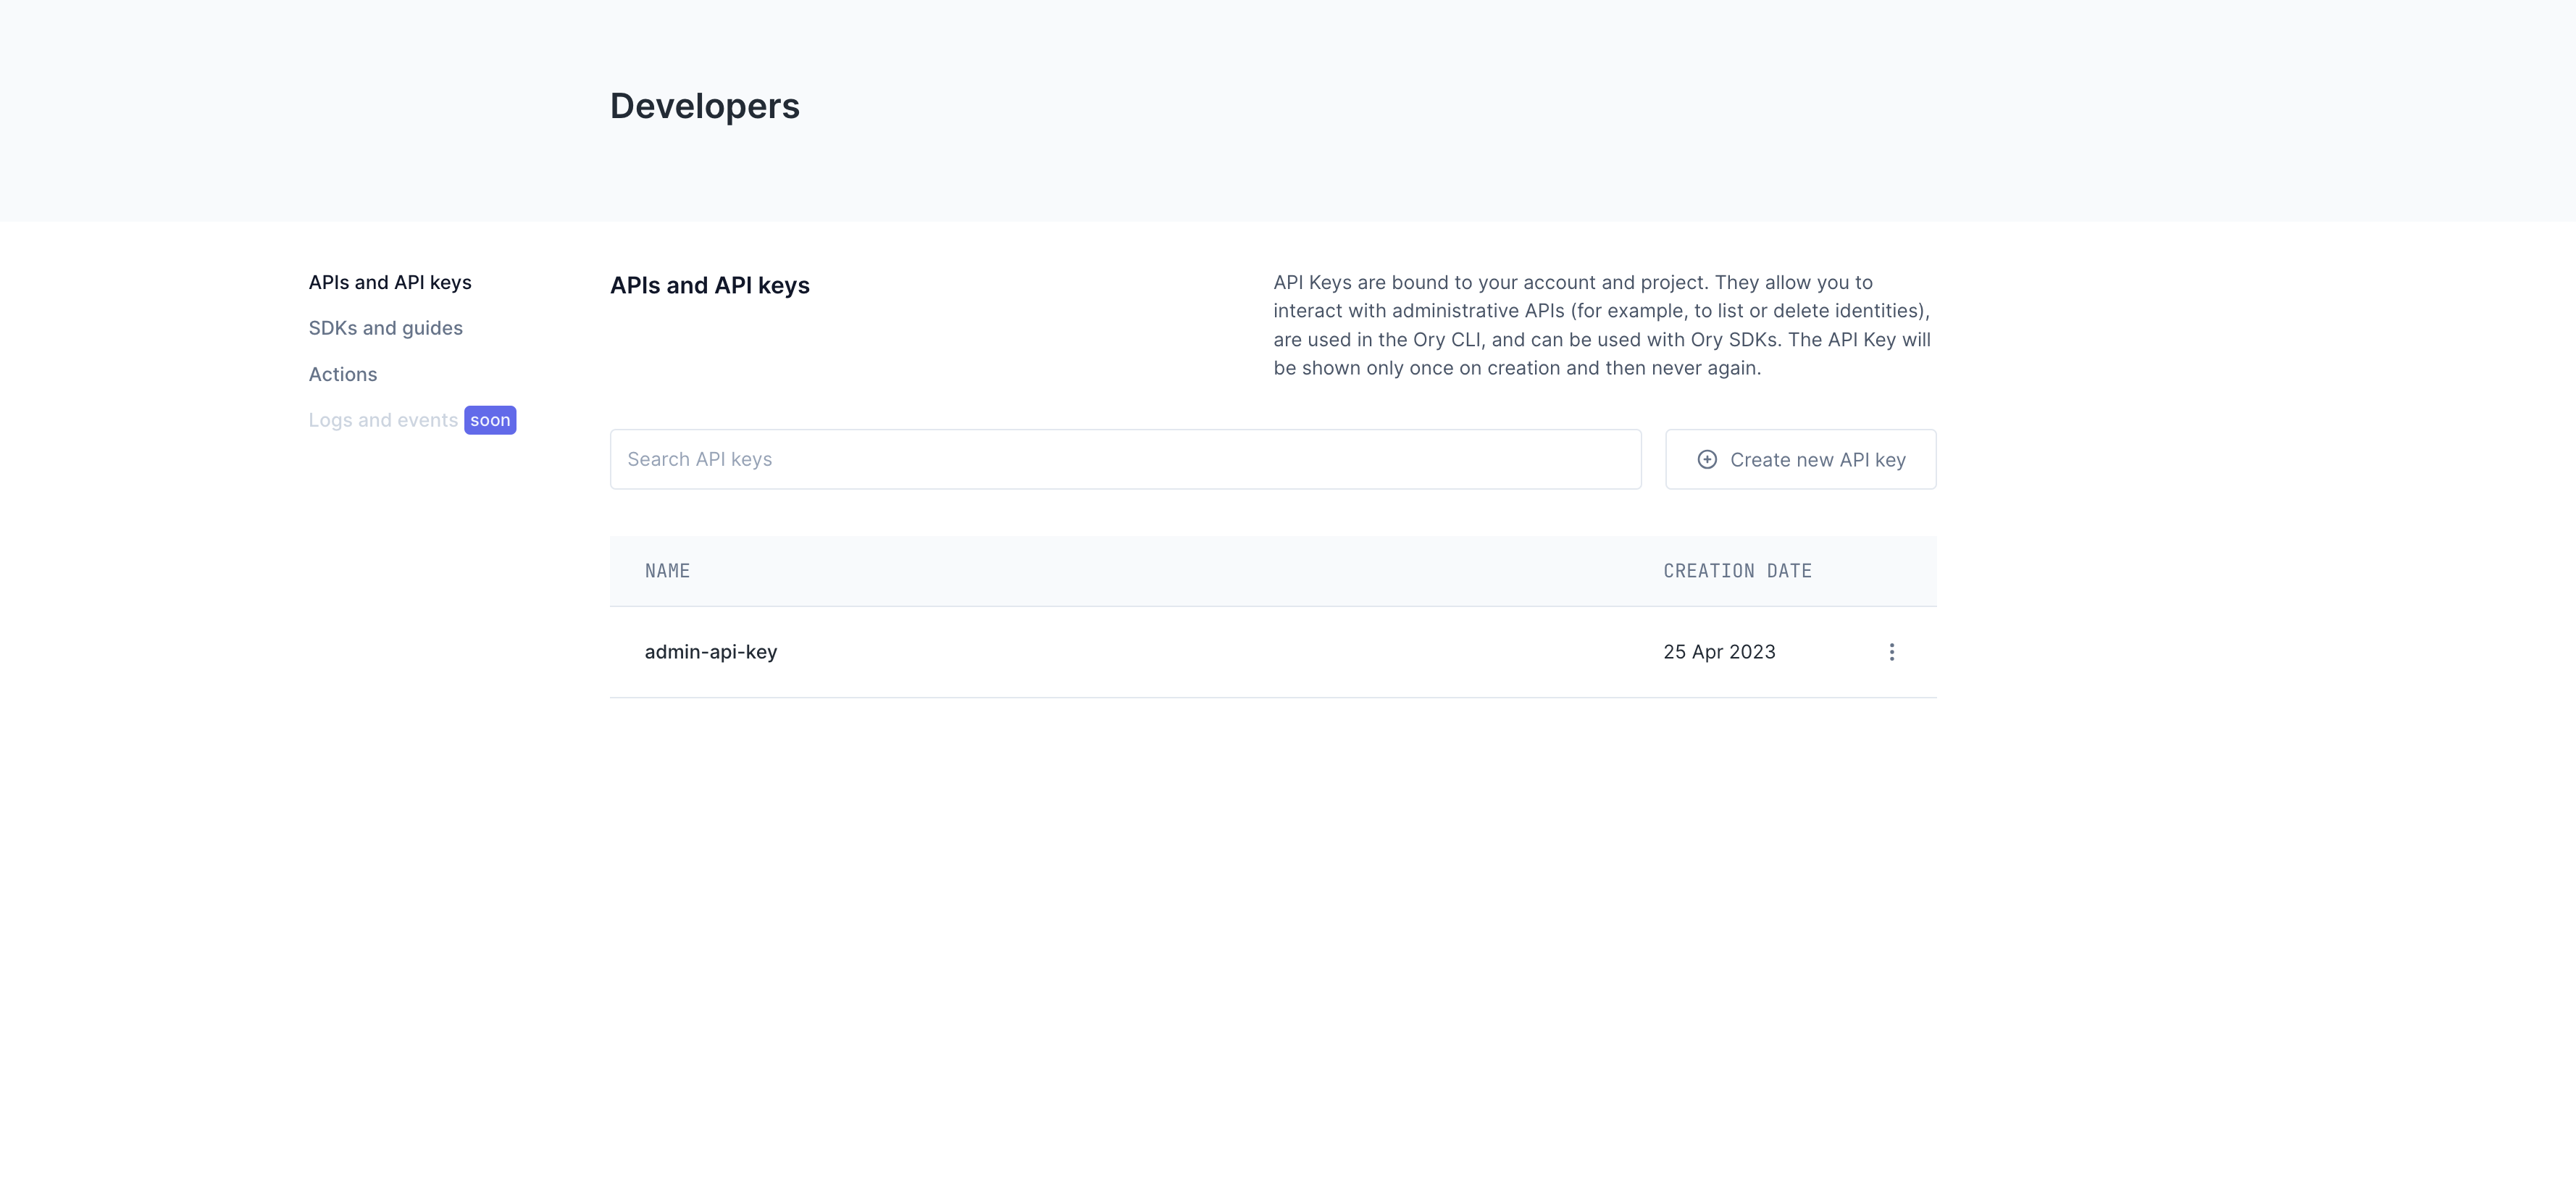 Developers
APIs and API keys
SDKs and guides
Actions
Logs and events soon
APIs and API keys
API Keys are bound to your account and project. They allow you to
interact with administrative APIs (for example, to list or delete identities),
are used in the Ory CLI, and can be used with Ory SDKs. The API Key will
be shown only once on creation and then never again.
Search API keys
Create new API key
NAME CREATION DATE
admin-api-key 25 Apr 2023